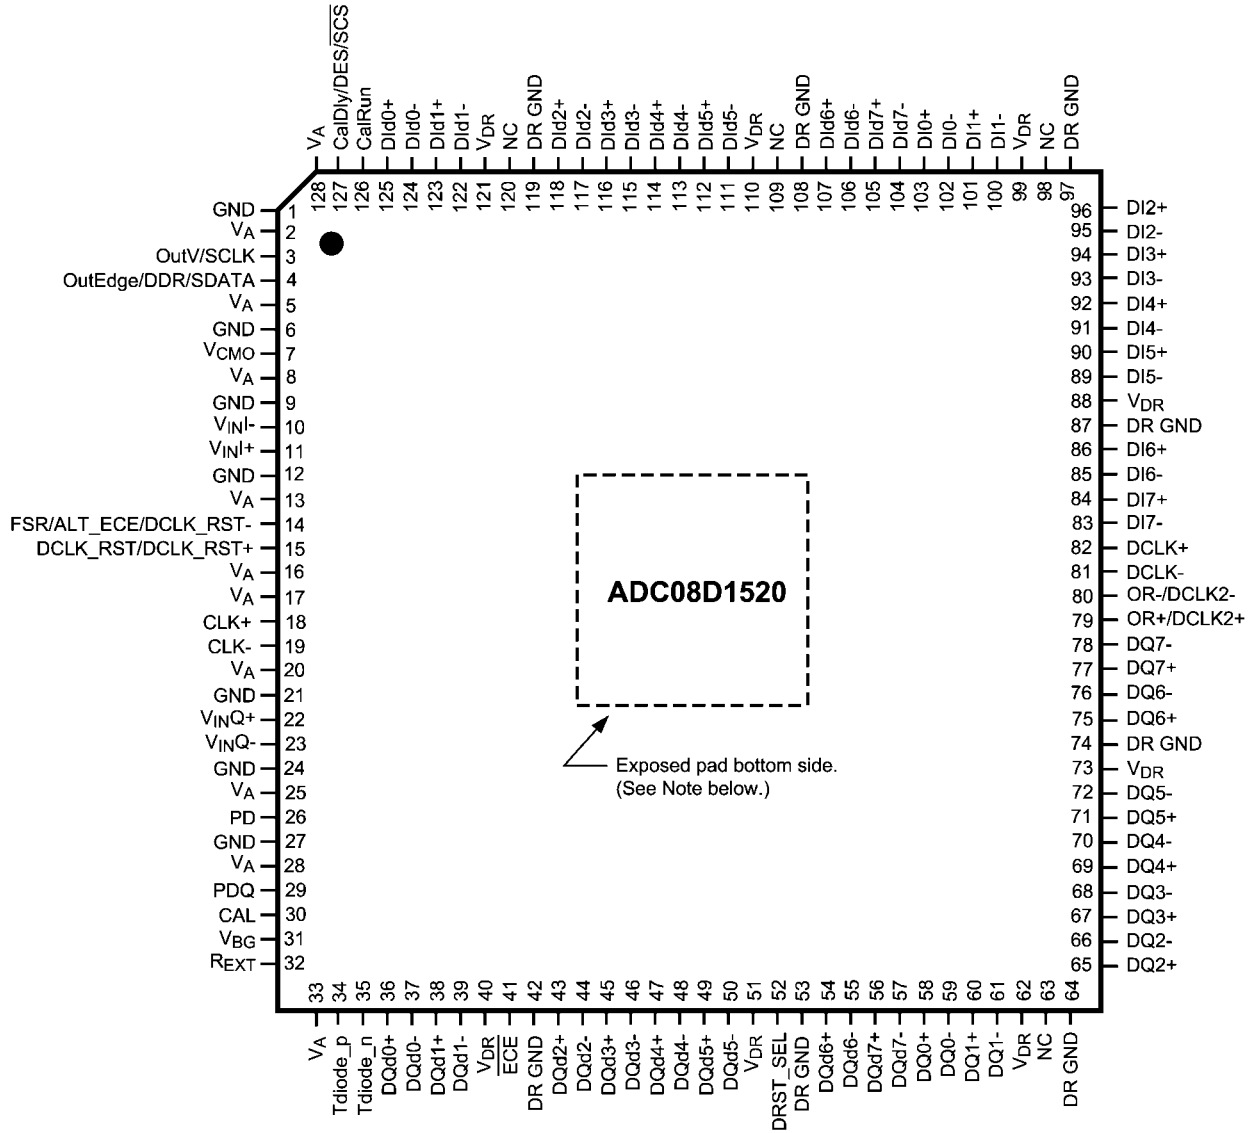 VA
CalDly/DES/SCS
CalRun
DId0+
DId0-
DId1+
DId1-
VDR
NC
DR GND
DId2+
DId2-
DId3+
DId3-
DId4+
DId4-
DId5+
DId5-
VDR
NC
DR GND
DId6+
DId6-
DId7+
DId7-
DI0+
DI0-
DI1+
DI1-
VDR
NC
DR GND
128
127
126
125
124
123
122
121
120
119
118
117
116
115
114
113
112
111
110
109
108
107
106
105
104
103
102
101
100
99
98
97
GND 1
VA 2
OutV/SCLK 3
OutEdge/DDR/SDATA 4
VA 5
GND 6
VCMO 7
VA 8
GND 9
VINI- 10
VINI+ 11
GND 12
VA 13
FSR/ALT_ECE/DCLK_RST- 14
DCLK_RST/DCLK_RST+ 15
VA 16
VA 17
CLK+ 18
CLK- 19
VA 20
GND 21
VINQ+ 22
VINQ- 23
GND 24
VA 25
PD 26
GND 27
VA 28
PDQ 29
CAL 30
VBG 31
REXT 32
ADC08D1520
Exposed pad bottom side.
(See Note below.)
96 DI2+
95 DI2-
94 DI3+
93 DI3-
92 DI4+
91 DI4-
90 DI5+
89 DI5-
88 VDR
87 DR GND
86 DI6+
85 DI6-
84 DI7+
83 DI7-
82 DCLK+
81 DCLK-
80 OR-/DCLK2-
79 OR+/DCLK2+
78 DQ7-
77 DQ7+
76 DQ6-
75 DQ6+
74 DR GND
73 VDR
72 DQ5-
71 DQ5+
70 DQ4-
69 DQ4+
68 DQ3-
67 DQ3+
66 DQ2-
65 DQ2+
33
34
35
36
37
38
39
40
41
42
43
44
45
46
47
48
49
50
51
52
53
54
55
56
57
58
59
60
61
62
63
64
VA
Tdiode_p
Tdiode_n
DQd0+
DQd0-
DQd1+
DQd1-
VDR
ECE
DR GND
DQd2+
DQd2-
DQd3+
DQd3-
DQd4+
DQd4-
DQd5+
DQd5-
VDR
DRST_SEL
DR GND
DQd6+
DQd6-
DQd7+
DQd7-
DQ0+
DQ0-
DQ1+
DQ1-
VDR
NC
DR GND